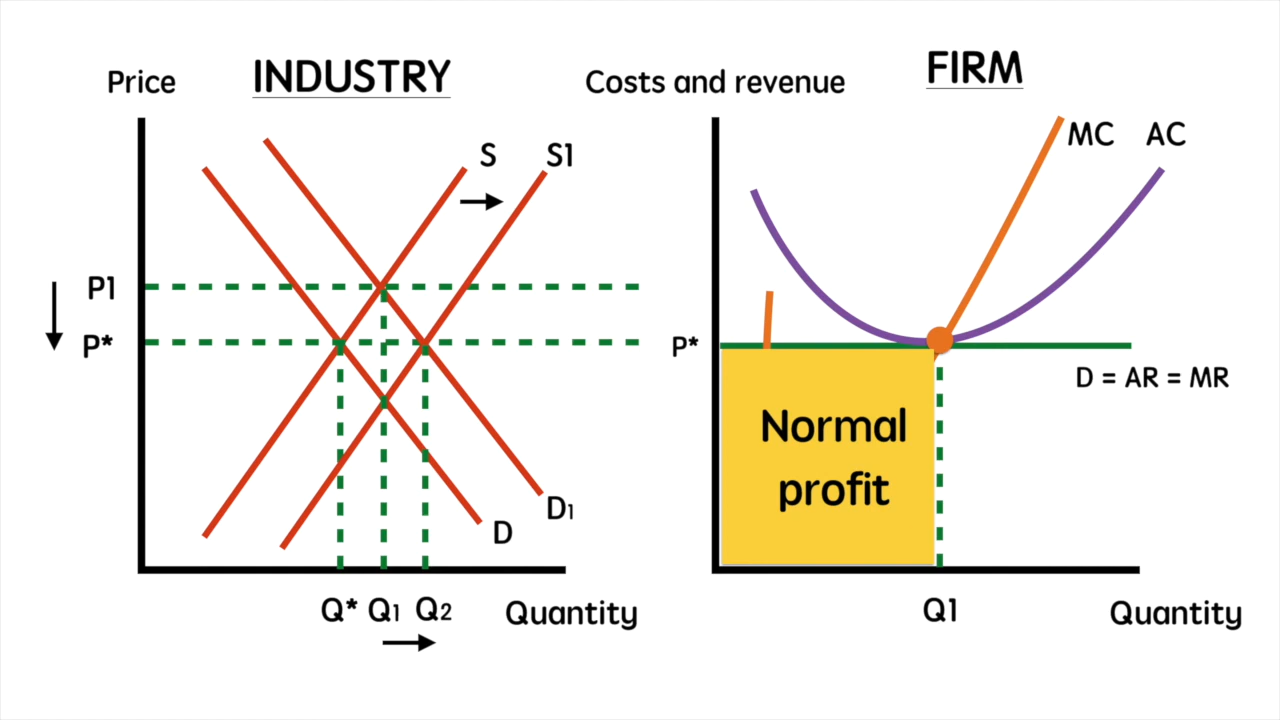 INDUSTRY
Price
S
S1
P1
P*
D1
D
Q* Q1 Q2
Quantity
FIRM
Costs and revenue
MC
AC
P*
D = AR = MR
Normal
profit
Q1
Quantity